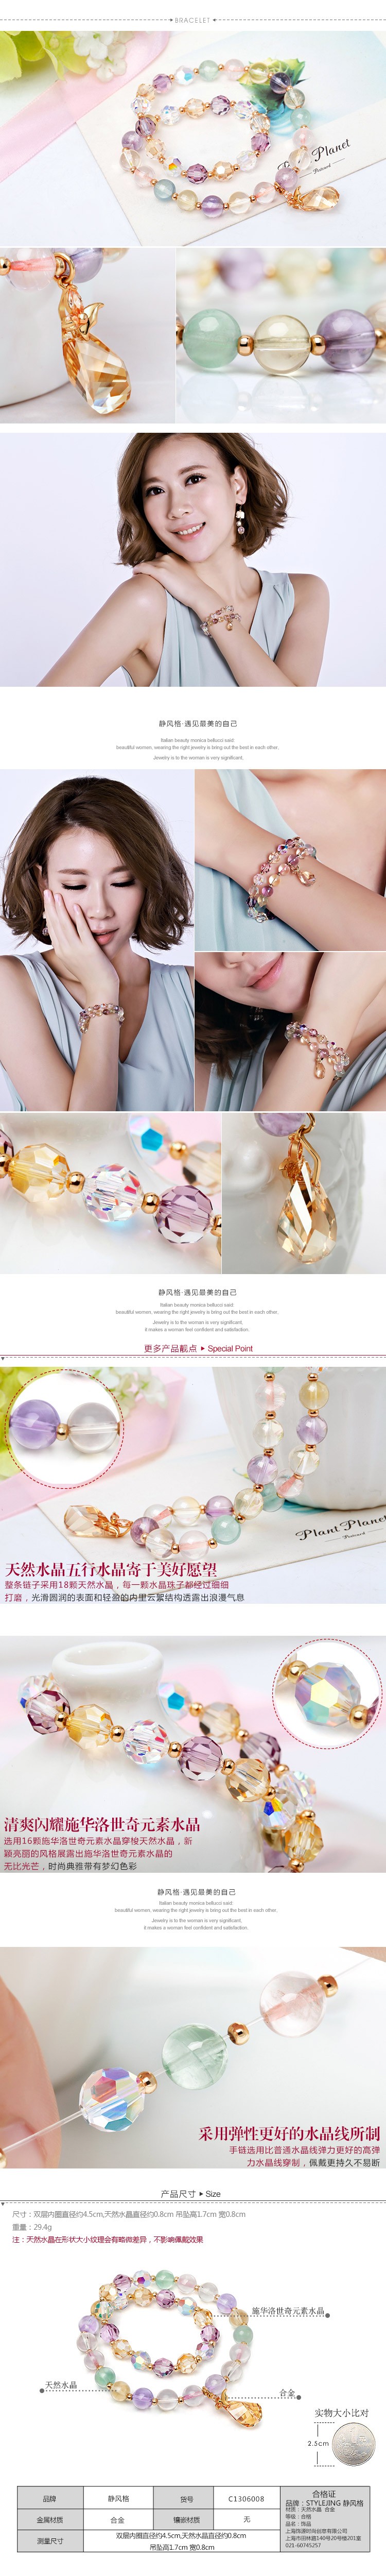 BRACELET
Planet
Postcard
静风格·遇见最美的自己
Italian beauty monica bellucci said:
beautiful women, wearing the right jewelry is bring out the best in each other.
Jewelry is to the woman is very significant.
静风格·遇见最美的自己
Italian beauty monica bellucci said:
beautiful women, wearing the right jewelry is bring out the best in each other.
Jewelry is to the woman is very significant,
it makes a woman feel confident and satisfaction.
更多产品靓点 ▸ Special Point
Plant Planet
天然水晶五行水晶寄于美好愿望
整条链子采用18颗天然水晶，每一颗水晶珠子都经过细细
打磨，光滑圆润的表面和轻盈的内里云絮结构透露出浪漫气息
清爽闪耀施华洛世奇元素水晶
选用16颗施华洛世奇元素水晶穿梭天然水晶，新
颖亮丽的风格展露出施华洛世奇元素水晶的
无比光芒，时尚典雅带有梦幻色彩
静风格·遇见最美的自己
Italian beauty monica bellucci said:
beautiful women, wearing the right jewelry is bring out the best in each other.
Jewelry is to the woman is very significant,
it makes a woman feel confident and satisfaction.
采用弹性更好的水晶线所制
手链选用比普通水晶线弹力更好的高弹
力水晶线穿制，佩戴更持久不易断
产品尺寸 ▸ Size
尺寸：双层内圈直径约4.5cm,天然水晶直径约0.8cm 吊坠高1.7cm 宽0.8cm
重量：29.4g
注：天然水晶在形状大小纹理会有略微差异，不影响佩戴效果
施华洛世奇元素水晶
天然水晶
合金
实物大小比对
2.5cm
品牌 静风格 货号 C1306008
金属材质 合金 镶嵌材质 无
测量尺寸 双层内圈直径约4.5cm,天然水晶直径约0.8cm
吊坠高1.7cm 宽0.8cm
合格证
品牌：STYLEJING 静风格
材质：天然水晶 合金
等级：合格
品名：饰品
上海饰源时尚创意有限公司
上海市田林路140号20号楼201室
021-60745257